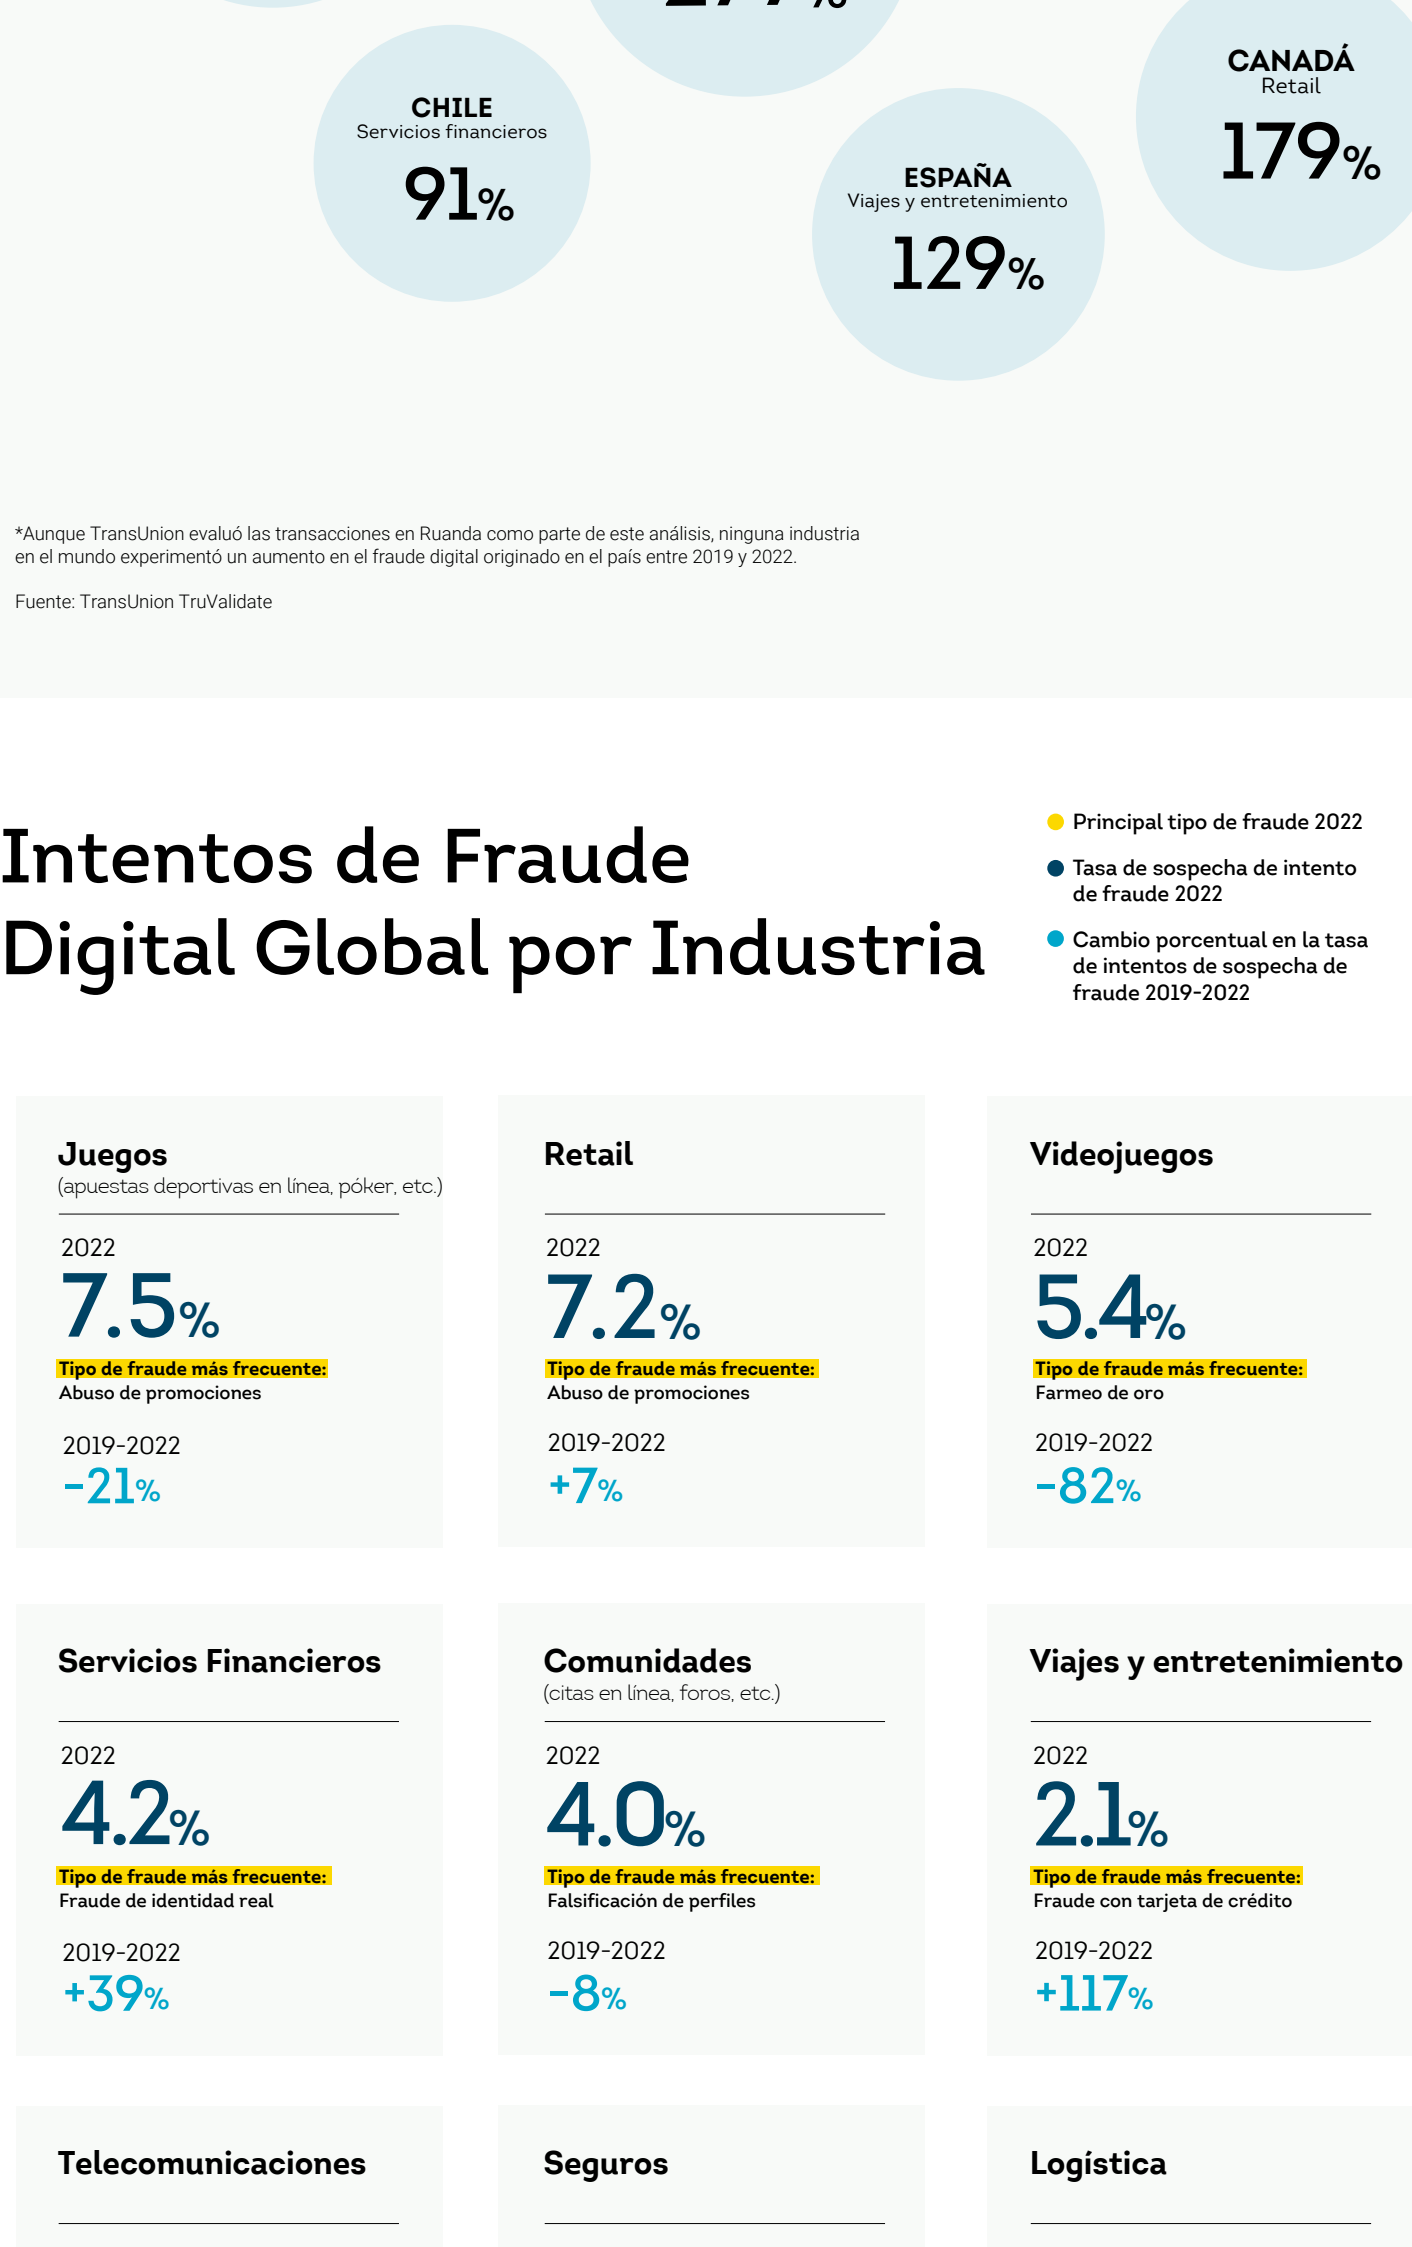 CHILE
Servicios financieros
91%
CANADÁ
Retail
179%
ESPAÑA
Viajes y entretenimiento
129%
*Aunque TransUnion evaluó las transacciones en Ruanda como parte de este análisis, ninguna industria
en el mundo experimentó un aumento en el fraude digital originado en el país entre 2019 y 2022.
Fuente: TransUnion TruValidate
Intentos de Fraude
Digital Global por Industria
Principal tipo de fraude 2022
Tasa de sospecha de intento
de fraude 2022
Cambio porcentual en la tasa
de intentos de sospecha de
fraude 2019-2022
Juegos
(apuestas deportivas en línea, póker, etc.)
2022
7.5%
Tipo de fraude más frecuente:
Abuso de promociones
2019-2022
-21%
Retail
2022
7.2%
Tipo de fraude más frecuente:
Abuso de promociones
2019-2022
+7%
Videojuegos
2022
5.4%
Tipo de fraude más frecuente:
Farmeo de oro
2019-2022
-82%
Servicios Financieros
2022
4.2%
Tipo de fraude más frecuente:
Fraude de identidad real
2019-2022
+39%
Comunidades
(citas en línea, foros, etc.)
2022
4.0%
Tipo de fraude más frecuente:
Falsificación de perfiles
2019-2022
-8%
Viajes y entretenimiento
2022
2.1%
Tipo de fraude más frecuente:
Fraude con tarjeta de crédito
2019-2022
+117%
Telecomunicaciones
Seguros
Logística